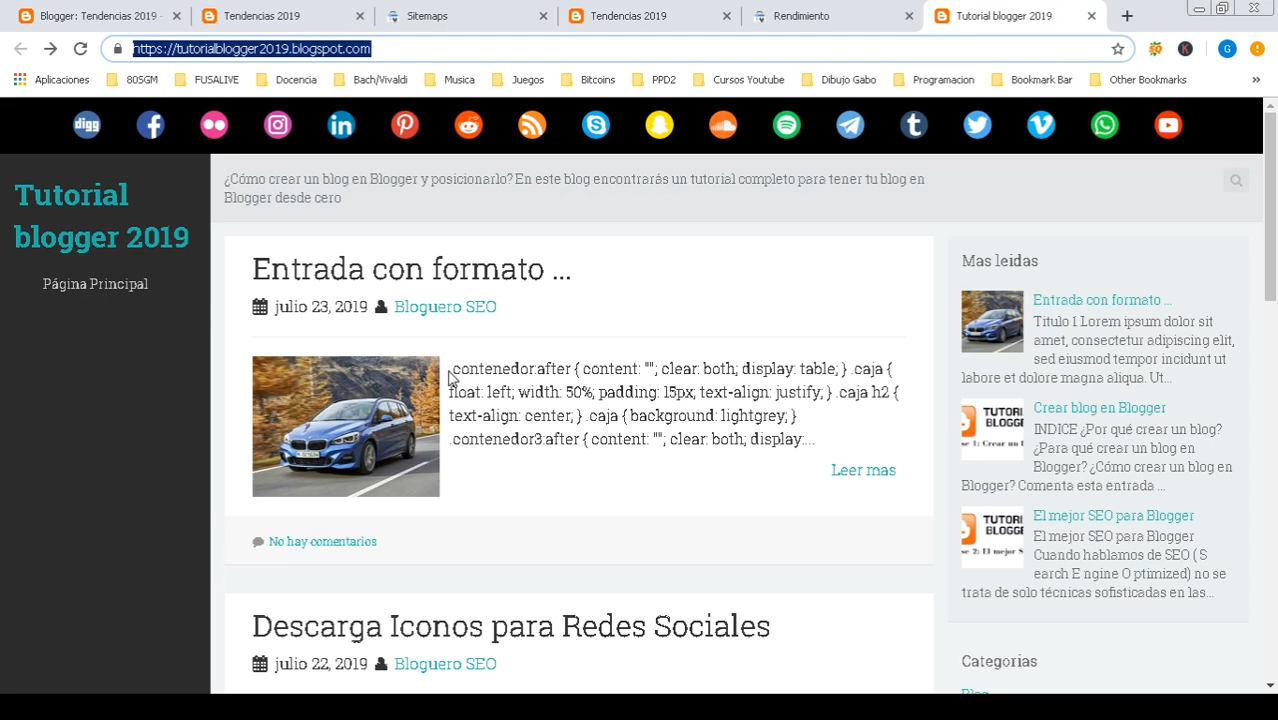 Blogger: Tendencias 2019 -
Tendencias 2019
Sitemaps
Tendencias 2019
Rendimiento
Tutorial blogger 2019
https://tutorialblogger2019.blogspot.com
Aplicaciones
80SGM
FUSALIVE
Docencia
Bach/Vivaldi
Musica
Juegos
Bitcoins
PPD2
Cursos Youtube
Dibujo Gabo
Programacion
Bookmark Bar
Other Bookmarks
digg
Tutorial
blogger 2019
Página Principal
¿Cómo crear un blog en Blogger y posicionarlo? En este blog encontrarás un tutorial completo para tener tu blog en
Blogger desde cero
Entrada con formato ...
julio 23, 2019 Bloguero SEO
.contenedor:after { content: ""; clear: both; display: table; } .caja {
float: left; width: 50%; padding: 15px; text-align: justify; } .caja h2 {
text-align: center; } .caja { background: lightgrey; }
.contenedor3:after { content: ""; clear: both; display:...
Leer mas
No hay comentarios
Descarga Iconos para Redes Sociales
julio 22, 2019 Bloguero SEO
Mas leidas
Entrada con formato ...
Titulo 1 Lorem ipsum dolor sit
amet, consectetur adipiscing elit,
sed eiusmod tempor incidunt ut
labore et dolore magna aliqua. Ut...
Crear blog en Blogger
INDICE ¿Por qué crear un blog?
¿Para qué crear un blog en
Blogger? ¿Cómo crear un blog en
Blogger? Comenta esta entrada ...
El mejor SEO para Blogger
El mejor SEO para Blogger
Cuando hablamos de SEO ( S
earch E ngine O ptimized) no se
trata de solo técnicas sofisticadas en las...
Categorias
Blog